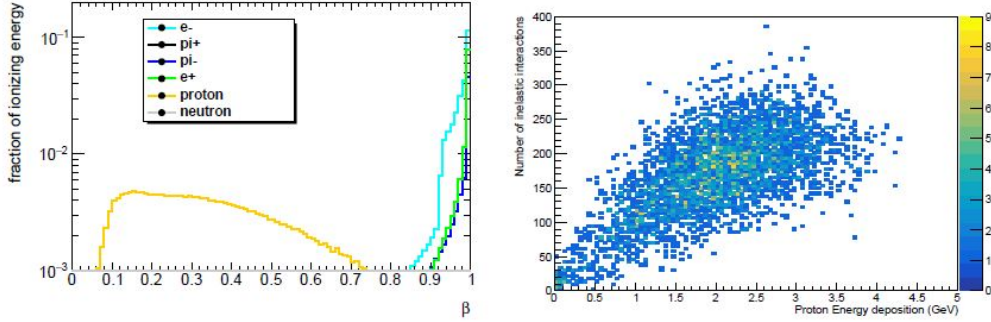 fraction of ionizing energy
10⁻¹
10⁻²
10⁻³
e-
pi+
pi-
e+
proton
neutron
0 0.1 0.2 0.3 0.4 0.5 0.6 0.7 0.8 0.9 1
β
Number of inelastic interactions
400
350
300
250
200
150
100
50
0
0 0.5 1 1.5 2 2.5 3 3.5 4 4.5 5
Proton Energy deposition (GeV)
9
8
7
6
5
4
3
2
1
0